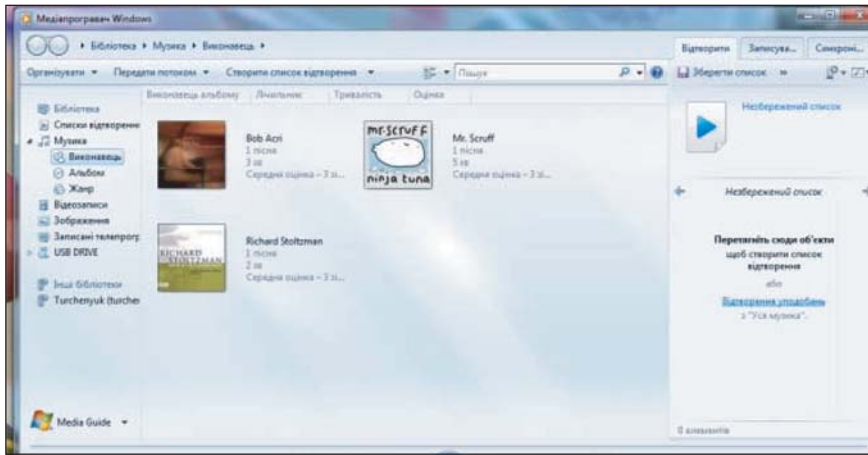 Медіапрогравач Windows
Бібліотека ▸ Музика ▸ Виконавець ▸
Відтворити Записува... Синхроні...
Організувати Передати потоком Створити список відтворення Пошук Зберегти список »
Виконавець альбому Лічильник Тривалість Оцінка
Бібліотека
Списки відтворення
Музика
Виконавець
Альбом
Жанр
Відеозаписи
Зображення
Записані телепрогр
USB DRIVE
Інші бібліотеки
Turchenyuk (turcher
Media Guide
Bob Acri
1 пісня
3 хв
Середня оцінка – 3 зі...
mr.scruff
ninja tuna
Mr. Scruff
1 пісня
5 хв
Середня оцінка – 3 зі...
RICHARD
STOLTZMAN
Richard Stoltzman
1 пісня
2 хв
Середня оцінка – 3 зі...
Незбережений список
Незбережений список
Перетягніть сюди об'єкти
щоб створити список
відтворення
або
Відтворення уподобань
з "Уся музика".
0 елементів